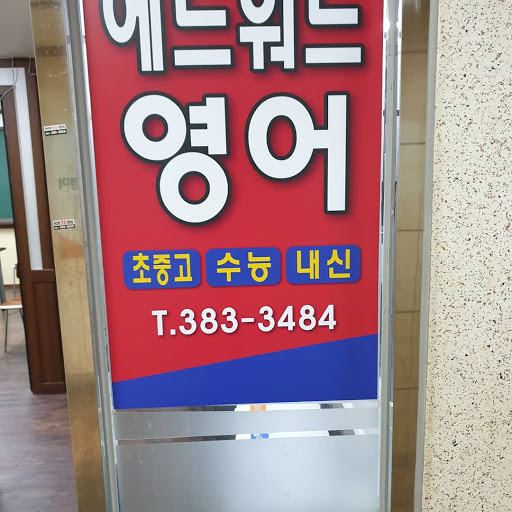 에드워드
영어
초중고 수능 내신
T.383-3484